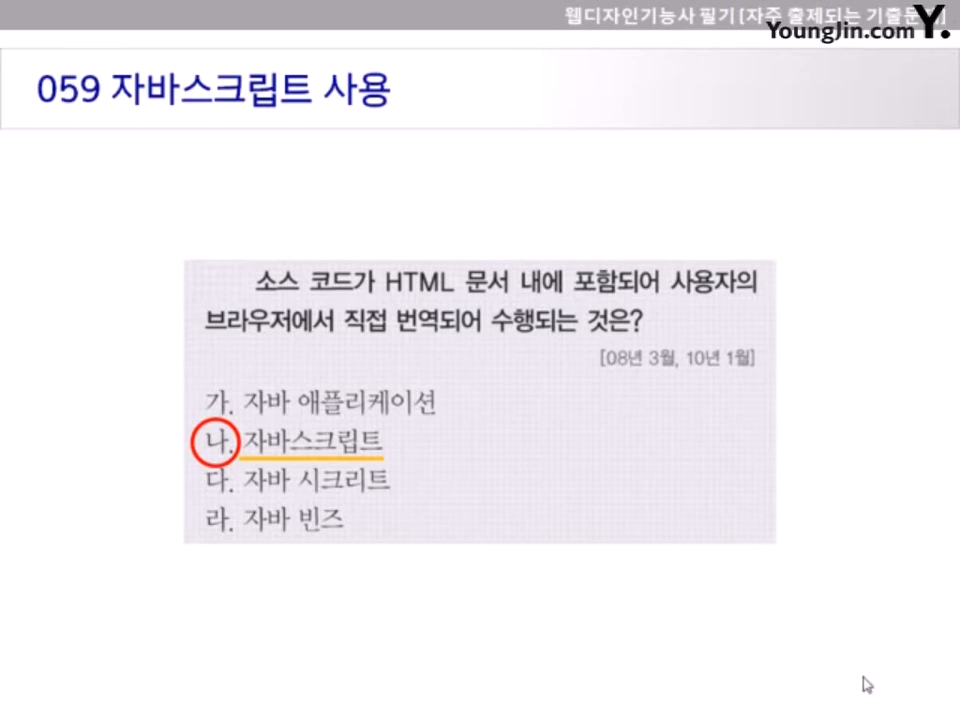 웹디자인기능사 필기 [자주 출제되는 기출문제]
YoungJin.com Y.
059 자바스크립트 사용
소스 코드가 HTML 문서 내에 포함되어 사용자의
브라우저에서 직접 번역되어 수행되는 것은?
[08년 3월, 10년 1월]
가. 자바 애플리케이션
나. 자바스크립트
다. 자바 시크리트
라. 자바 빈즈